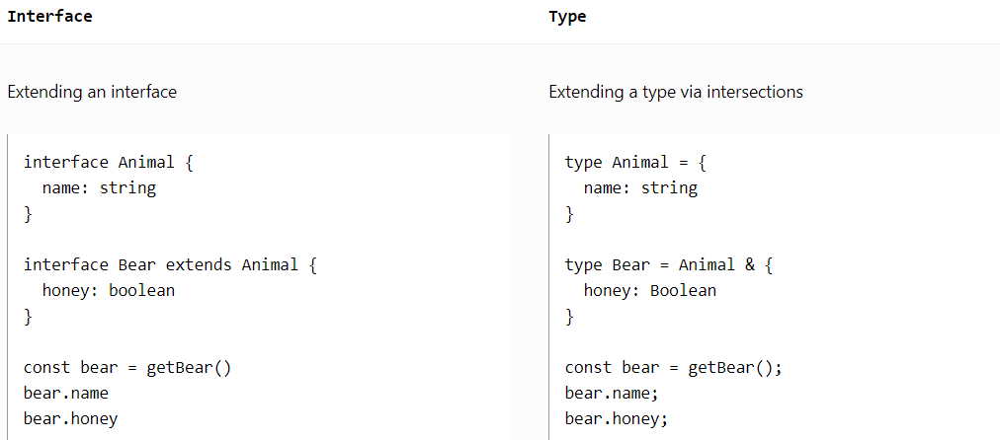 Interface
Type
Extending an interface
Extending a type via intersections
interface Animal {
  name: string
}

interface Bear extends Animal {
  honey: boolean
}

const bear = getBear()
bear.name
bear.honey
type Animal = {
  name: string
}

type Bear = Animal & {
  honey: Boolean
}

const bear = getBear();
bear.name;
bear.honey;